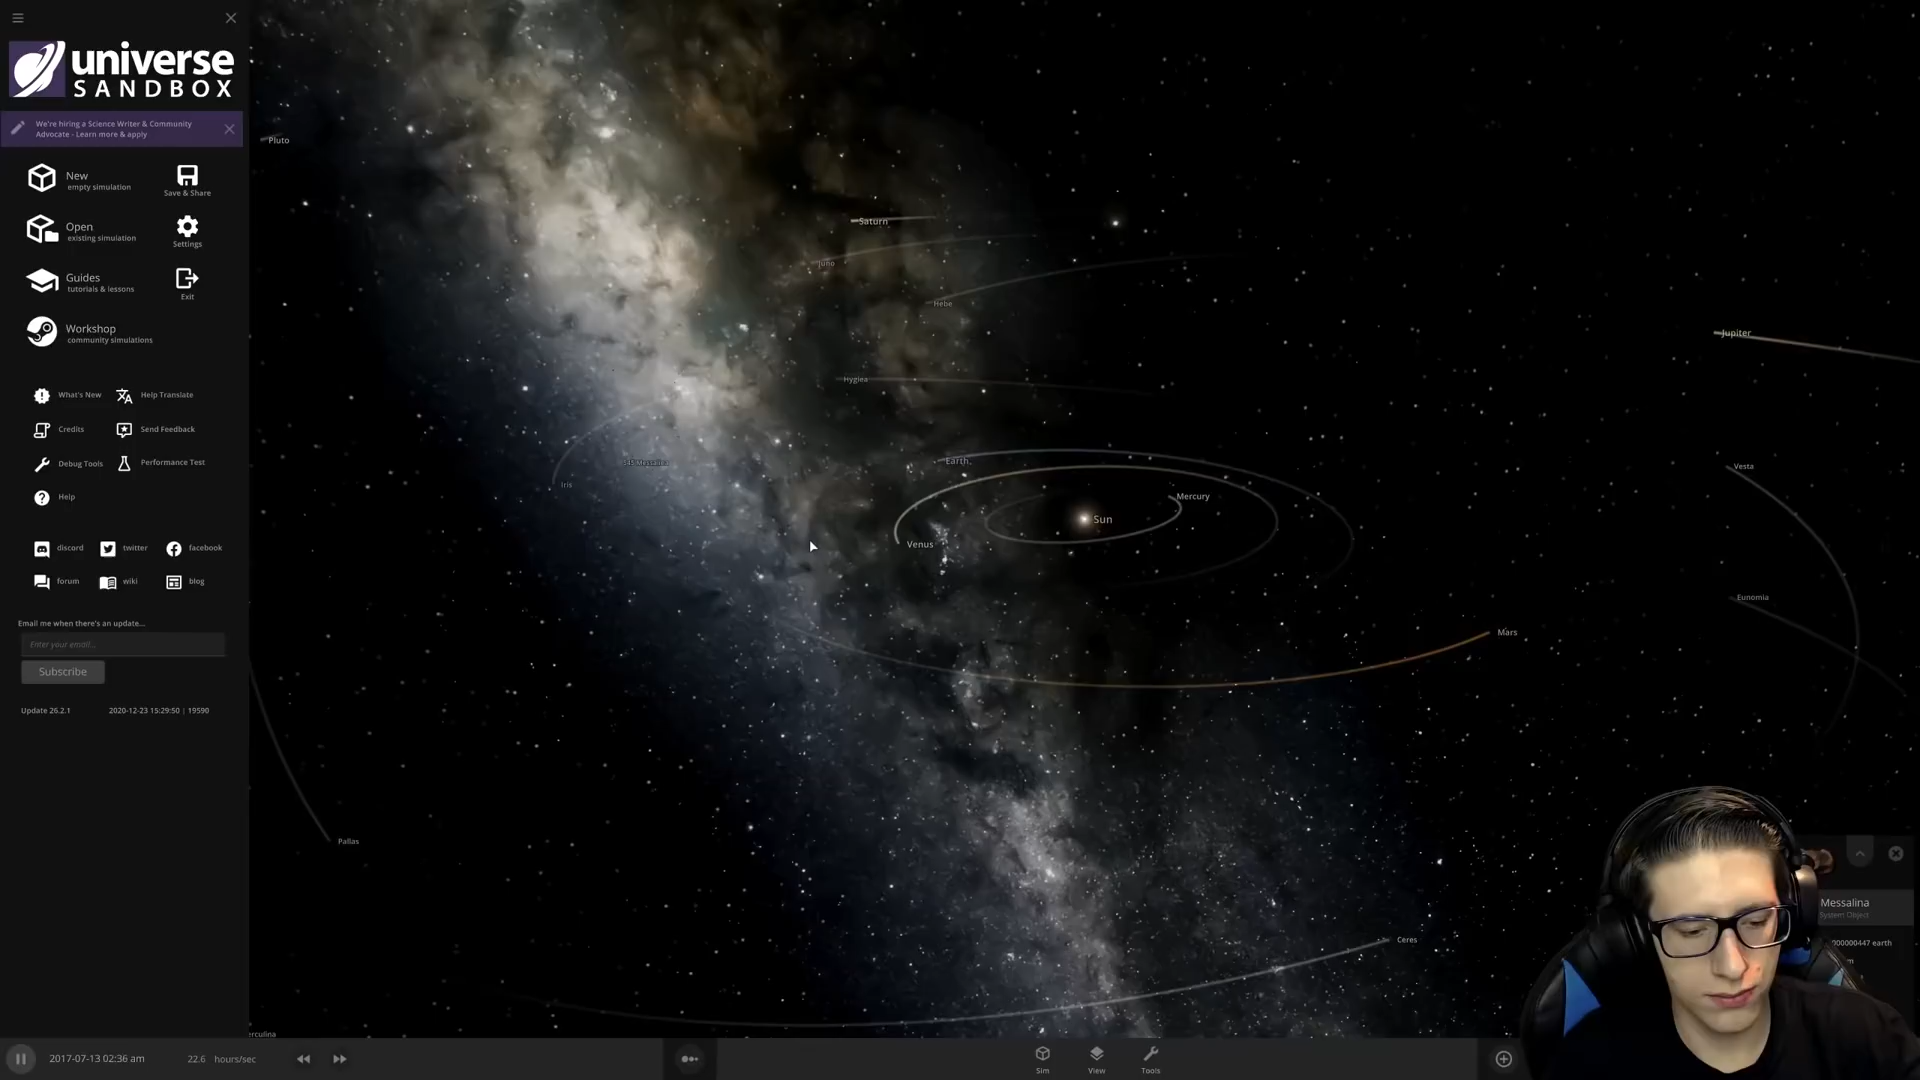 universe
SANDBOX
We're hiring a Science Writer & Community
Advocate - Learn more & apply
New
empty simulation
Save & Share
Open
existing simulation
Settings
Guides
tutorials & lessons
Exit
Workshop
community simulations
What's New
Help Translate
Credits
Send Feedback
Debug Tools
Performance Test
Help
discord
twitter
facebook
forum
wiki
blog
Email me when there's an update...
Enter your email...
Subscribe
Update 26.2.1
2020-12-23 15:29:50 | 19590
Pluto
Saturn
Juno
Hebe
Jupiter
Hygiea
Earth
545 Messalina
Vesta
Iris
Mercury
Sun
Venus
Eunomia
Mars
Pallas
Ceres
Messalina
System Object
000000447 earth
2017-07-13 02:36 am
22.6 hours/sec
Sim
View
Tools